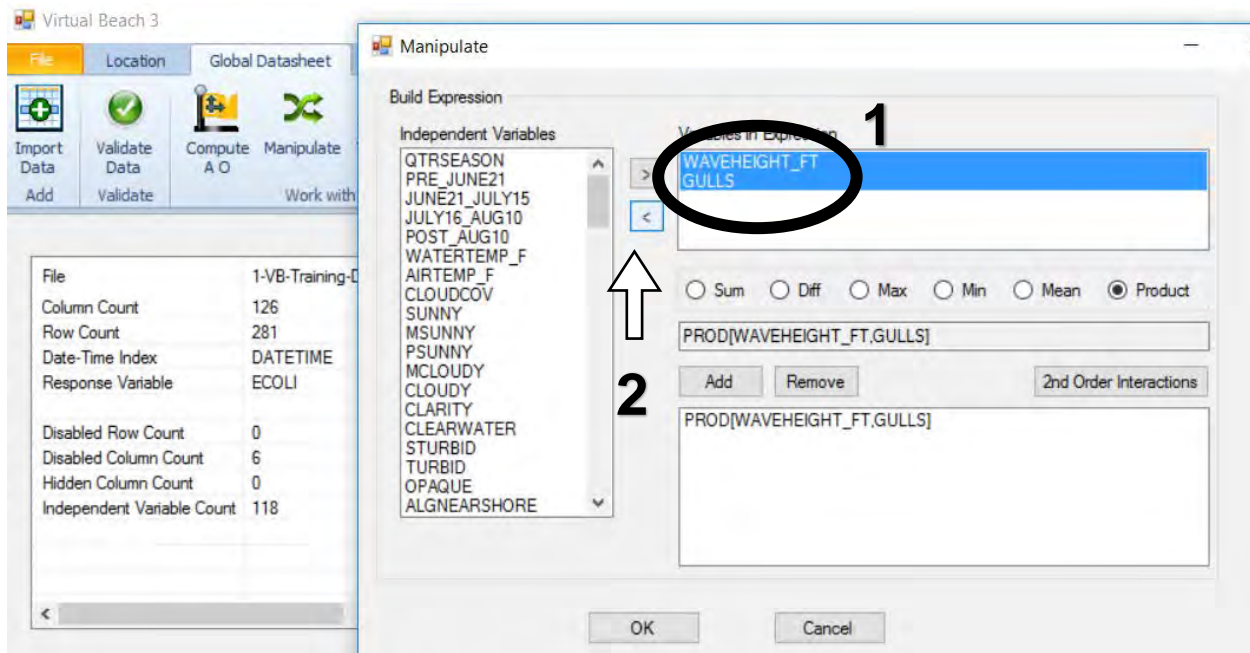 Virtual Beach 3
File
Location
Global Datasheet
Import Data
Validate Data
Compute A O
Manipulate
Add
Validate
Work with
File 1-VB-Training-D
Column Count 126
Row Count 281
Date-Time Index DATETIME
Response Variable ECOLI
Disabled Row Count 0
Disabled Column Count 6
Hidden Column Count 0
Independent Variable Count 118
<
Manipulate
Build Expression
Independent Variables
QTRSEASON
PRE_JUNE21
JUNE21_JULY15
JULY16_AUG10
POST_AUG10
WATERTEMP_F
AIRTEMP_F
CLOUDCOV
SUNNY
MSUNNY
PSUNNY
MCLOUDY
CLOUDY
CLARITY
CLEARWATER
STURBID
TURBID
OPAQUE
ALGNEARSHORE
>
<
2
1
Variables in Expression
WAVEHEIGHT_FT
GULLS
Sum Diff Max Min Mean Product
PROD[WAVEHEIGHT_FT,GULLS]
Add Remove 2nd Order Interactions
PROD[WAVEHEIGHT_FT,GULLS]
OK Cancel